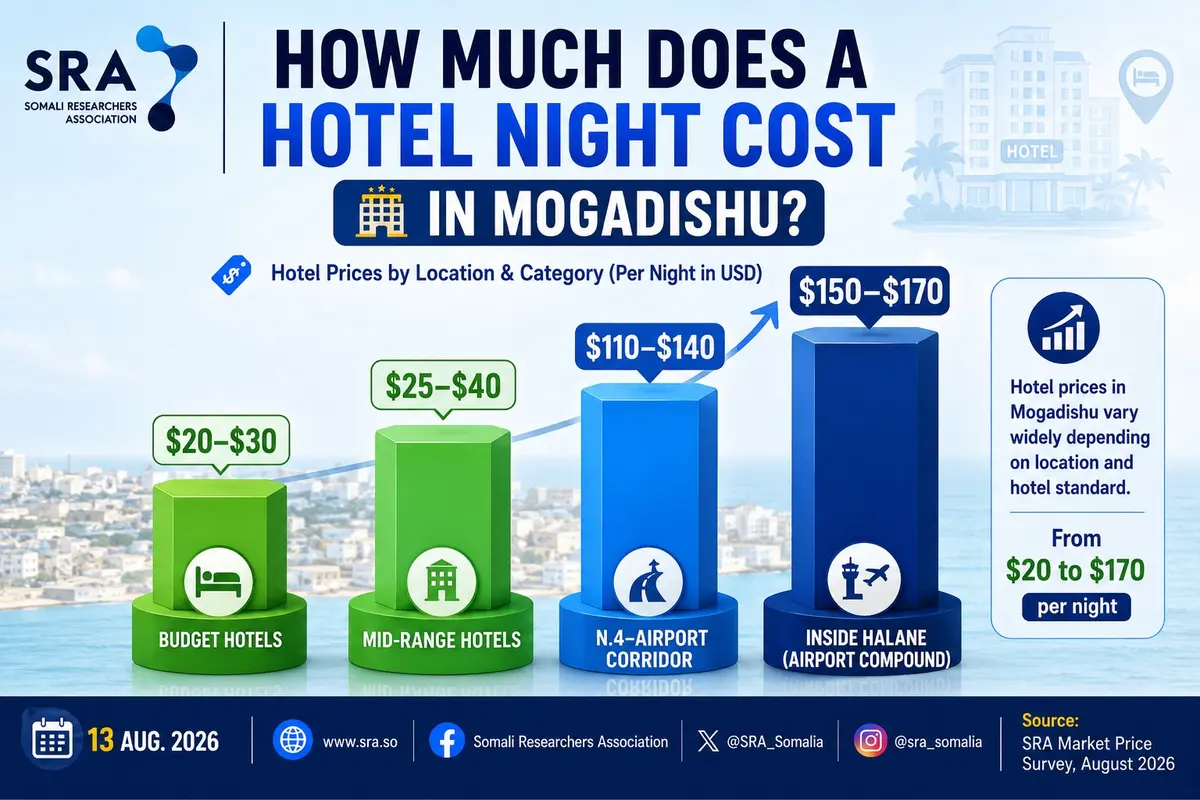 SRA
SOMALI RESEARCHERS
ASSOCIATION
HOW MUCH DOES A
HOTEL NIGHT COST
IN MOGADISHU?
HOTEL
Hotel Prices by Location & Category (Per Night in USD)
$20–$30
$25–$40
$110–$140
$150–$170
BUDGET HOTELS
MID-RANGE HOTELS
N.4–AIRPORT
CORRIDOR
INSIDE HALANE
(AIRPORT COMPOUND)
Hotel prices in
Mogadishu vary
widely depending
on location and
hotel standard.
From
$20 to $170
per night
13 AUG. 2026
www.sra.so
Somali Researchers Association
@SRA_Somalia
@sra_somalia
Source:
SRA Market Price
Survey, August 2026